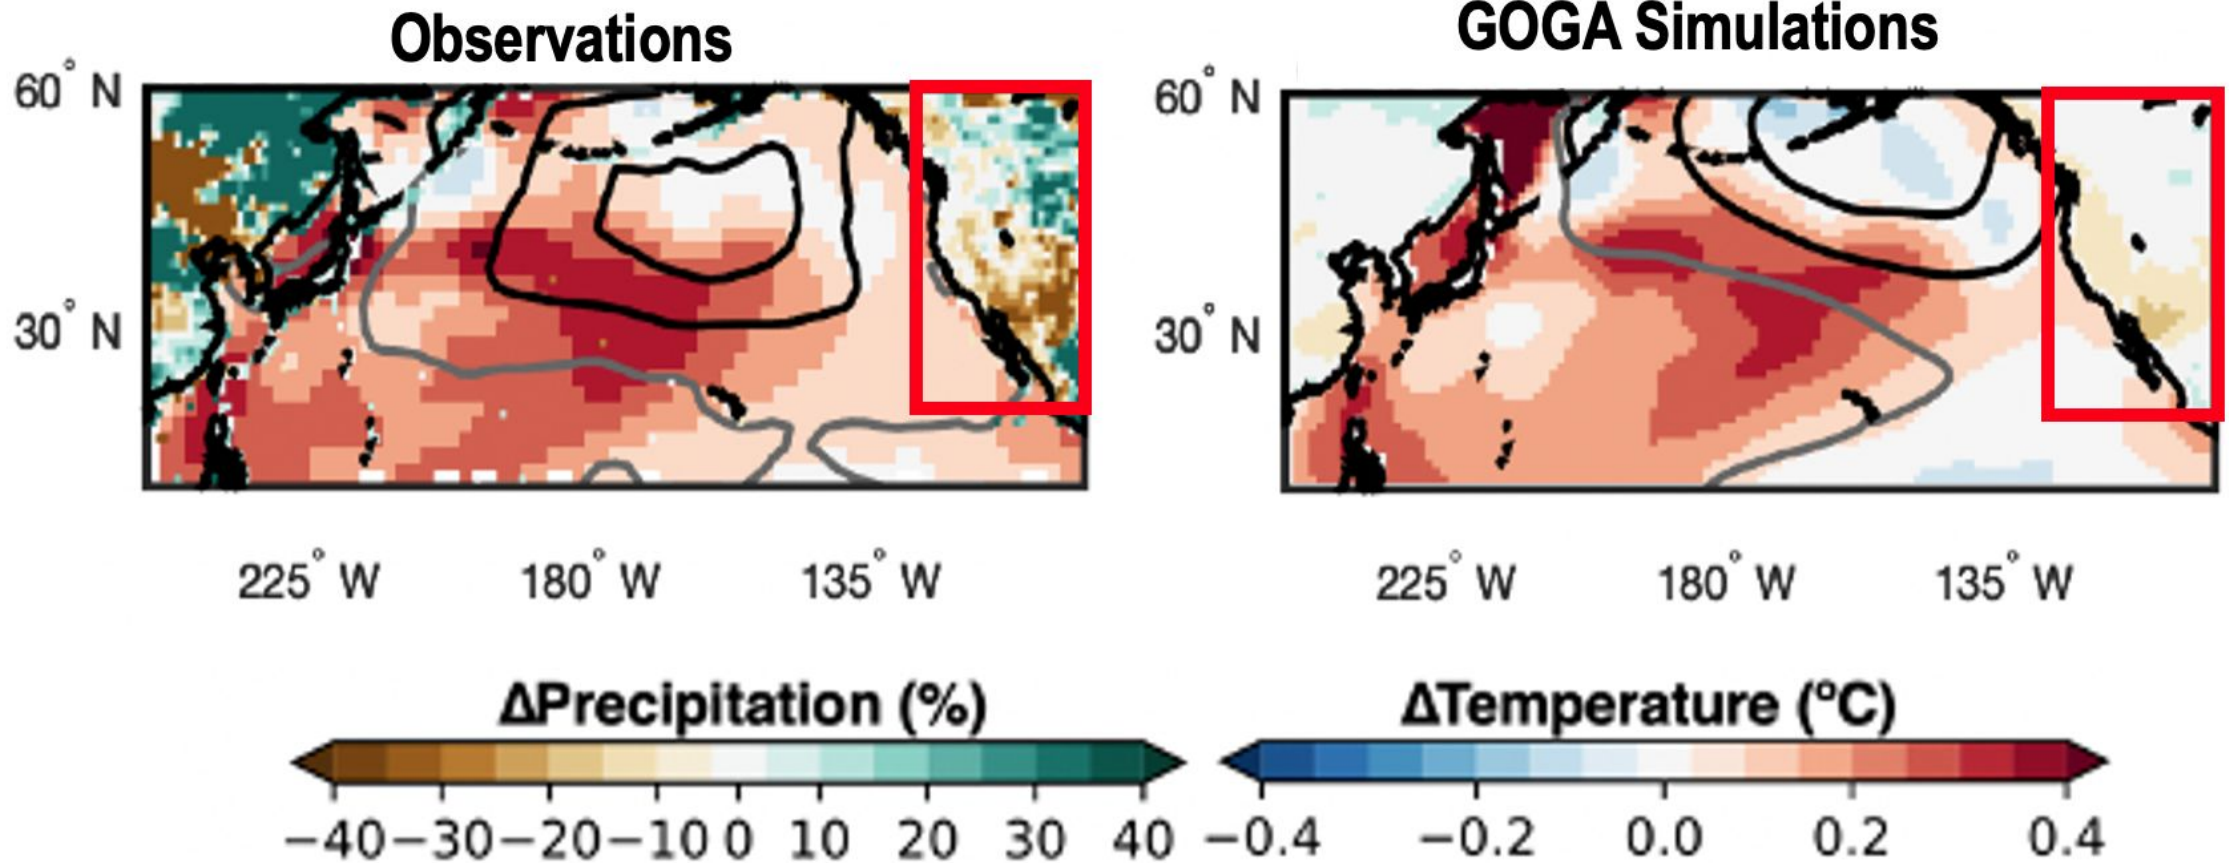 Observations
GOGA Simulations
60° N
60° N
30° N
30° N
225° W 180° W 135° W
225° W 180° W 135° W
ΔPrecipitation (%)
ΔTemperature (°C)
−40 −30 −20 −10 0 10 20 30 40
−0.4 −0.2 0.0 0.2 0.4